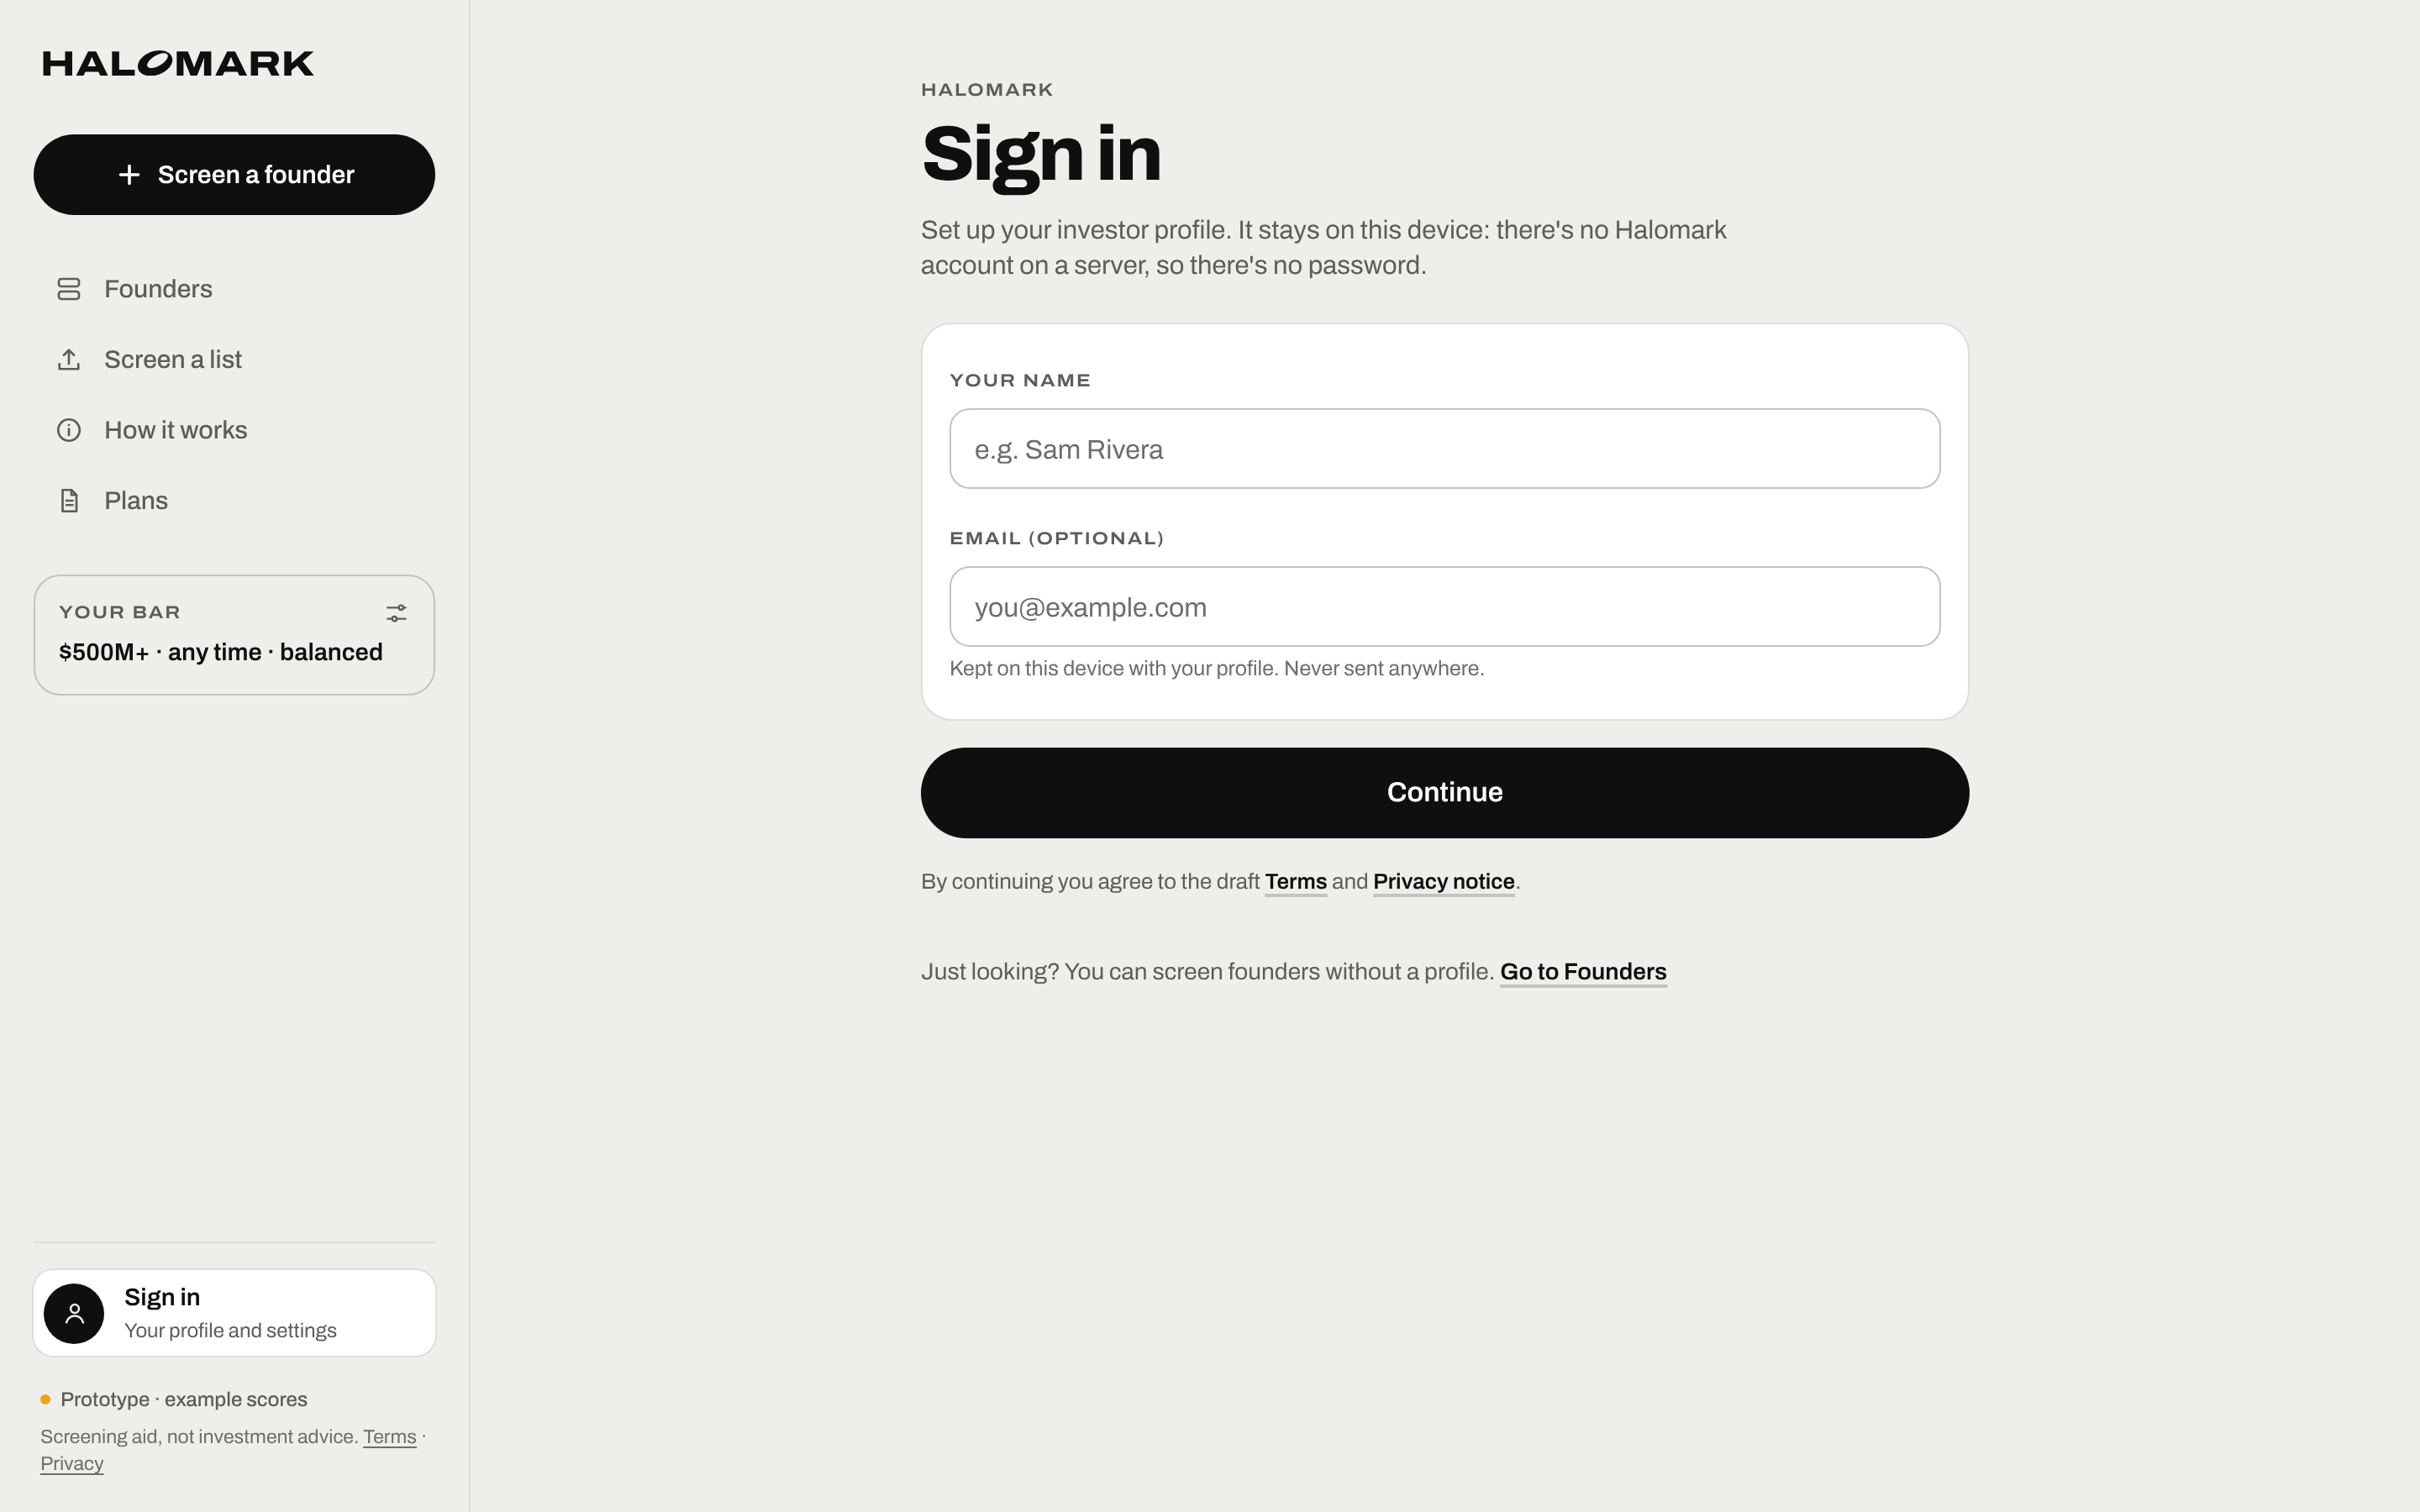 HALOMARK
Screen a founder
Founders
Screen a list
How it works
Plans
YOUR BAR
$500M+ · any time · balanced
Sign in
Your profile and settings
Prototype · example scores
Screening aid, not investment advice. Terms ·
Privacy
HALOMARK
Sign in
Set up your investor profile. It stays on this device: there's no Halomark
account on a server, so there's no password.
YOUR NAME
e.g. Sam Rivera
EMAIL (OPTIONAL)
you@example.com
Kept on this device with your profile. Never sent anywhere.
Continue
By continuing you agree to the draft Terms and Privacy notice.
Just looking? You can screen founders without a profile. Go to Founders